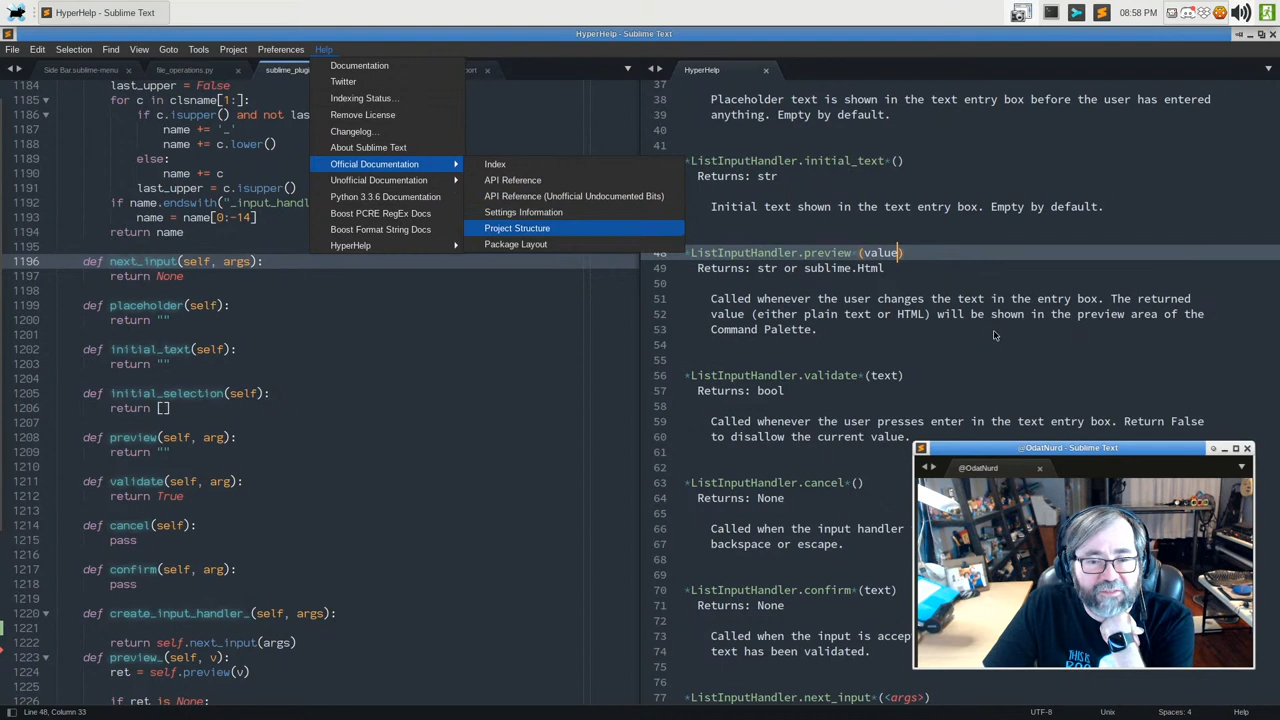 HyperHelp - Sublime Text
08:58 PM
HyperHelp - Sublime Text
File Edit Selection Find View Goto Tools Project Preferences Help
Side Bar.sublime-menu
file_operations.py
sublime_plugi
port
HyperHelp
Documentation
Twitter
Indexing Status…
Remove License
Changelog…
About Sublime Text
Official Documentation
Unofficial Documentation
Python 3.3.6 Documentation
Boost PCRE RegEx Docs
Boost Format String Docs
HyperHelp
Index
API Reference
API Reference (Unofficial Undocumented Bits)
Settings Information
Project Structure
Package Layout
1184 last_upper = False
1185 for c in clsname[1:]:
1186 if c.isupper() and not las
1187 name += '_'
1188 name += c.lower()
1189 else:
1190 name += c
1191 last_upper = c.isupper()
1192 if name.endswith("_input_hand
1193 name = name[0:-14]
1194 return name
1195
1196 def next_input(self, args):
1197 return None
1198
1199 def placeholder(self):
1200 return ""
1201
1202 def initial_text(self):
1203 return ""
1204
1205 def initial_selection(self):
1206 return []
1207
1208 def preview(self, arg):
1209 return ""
1210
1211 def validate(self, arg):
1212 return True
1213
1214 def cancel(self):
1215 pass
1216
1217 def confirm(self, arg):
1218 pass
1219
1220 def create_input_handler_(self, args):
1221
1222 return self.next_input(args)
1223 def preview_(self, v):
1224 ret = self.preview(v)
1225
1226 if ret is None:
37
38 Placeholder text is shown in the text entry box before the user has entered
39 anything. Empty by default.
40
41
*ListInputHandler.initial_text*()
Returns: str
Initial text shown in the text entry box. Empty by default.
48 *ListInputHandler.preview*(value)
49 Returns: str or sublime.Html
50
51 Called whenever the user changes the text in the entry box. The returned
52 value (either plain text or HTML) will be shown in the preview area of the
53 Command Palette.
54
55
56 *ListInputHandler.validate*(text)
57 Returns: bool
58
59 Called whenever the user presses enter in the text entry box. Return False
60 to disallow the current value.
61
62
63 *ListInputHandler.cancel*()
64 Returns: None
65
66 Called when the input handler
67 backspace or escape.
68
69
70 *ListInputHandler.confirm*(text)
71 Returns: None
72
73 Called when the input is accep
74 text has been validated.
75
76
77 *ListInputHandler.next_input*(<args>)
@OdatNurd - Sublime Text
@OdatNurd
THIS IS
Line 48, Column 33
UTF-8 Unix Spaces: 4 Help